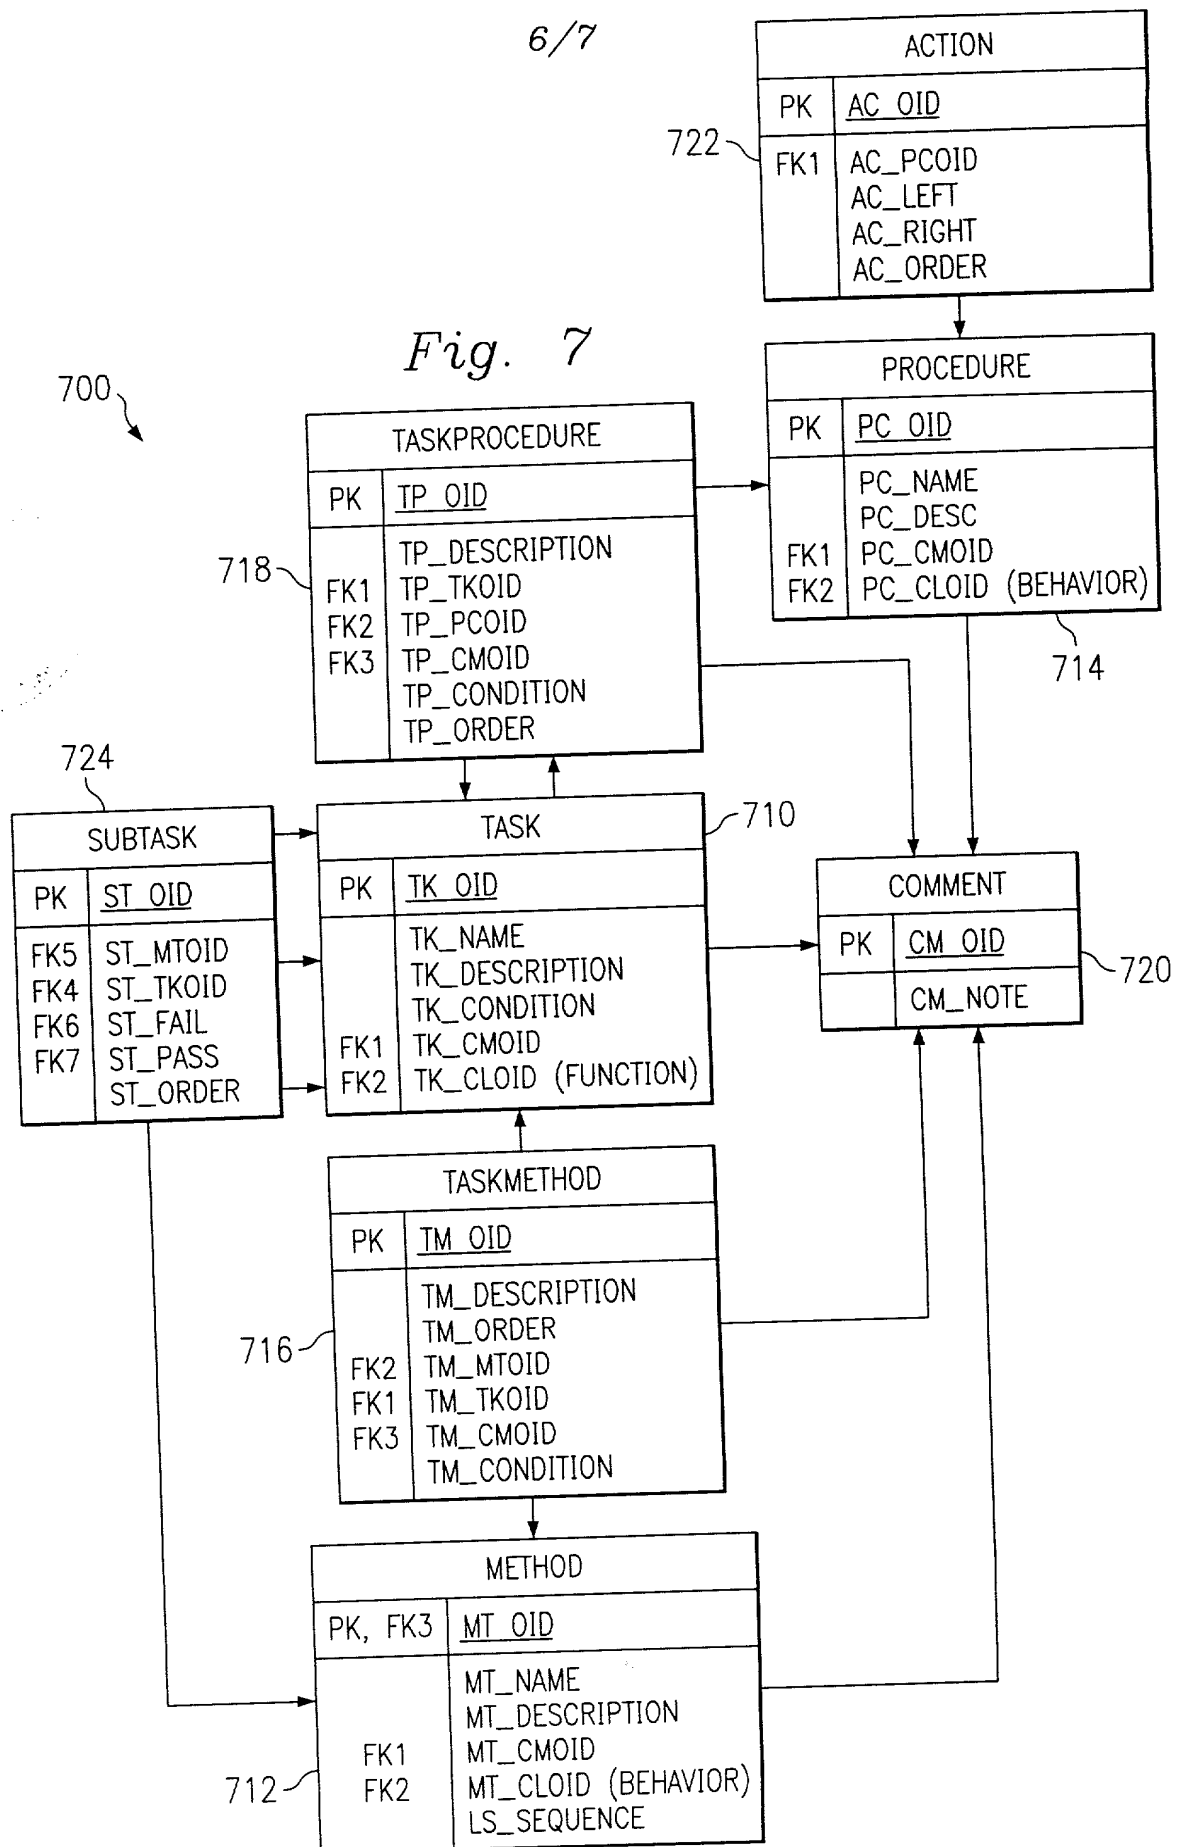 6/7
ACTION
PK AC_OID
722
FK1 AC_PCOID
AC_LEFT
AC_RIGHT
AC_ORDER
Fig. 7
700
PROCEDURE
PK PC_OID
PC_NAME
PC_DESC
FK1 PC_CMOID
FK2 PC_CLOID (BEHAVIOR)
714
TASKPROCEDURE
PK TP_OID
718
TP_DESCRIPTION
FK1 TP_TKOID
FK2 TP_PCOID
FK3 TP_CMOID
TP_CONDITION
TP_ORDER
724
SUBTASK
PK ST_OID
FK5 ST_MTOID
FK4 ST_TKOID
FK6 ST_FAIL
FK7 ST_PASS
ST_ORDER
TASK
710
PK TK_OID
TK_NAME
TK_DESCRIPTION
TK_CONDITION
FK1 TK_CMOID
FK2 TK_CLOID (FUNCTION)
COMMENT
PK CM_OID
720
CM_NOTE
TASKMETHOD
PK TM_OID
716
TM_DESCRIPTION
TM_ORDER
FK2 TM_MTOID
FK1 TM_TKOID
FK3 TM_CMOID
TM_CONDITION
METHOD
PK, FK3 MT_OID
712
MT_NAME
MT_DESCRIPTION
FK1 MT_CMOID
FK2 MT_CLOID (BEHAVIOR)
LS_SEQUENCE